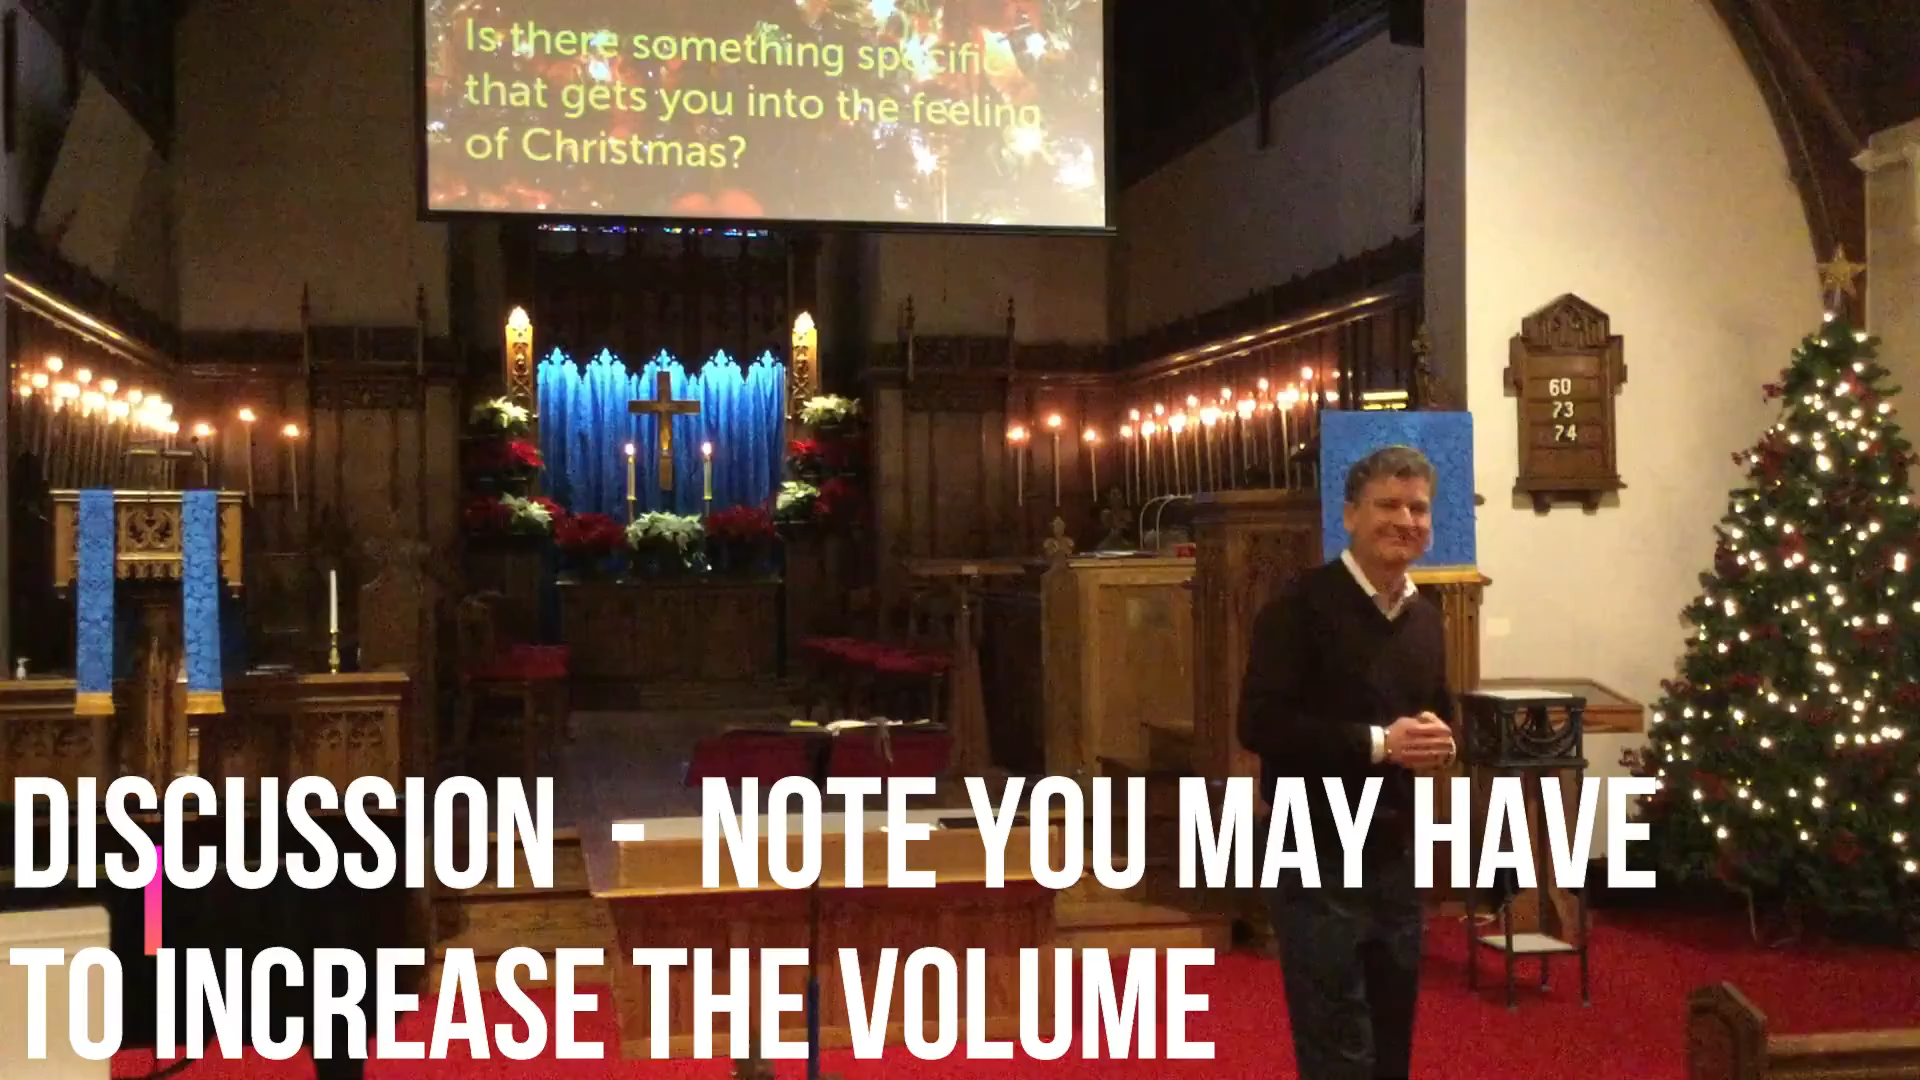 Is there something specific
that gets you into the feeling
of Christmas?
60
73
74
DISCUSSION - NOTE YOU MAY HAVE
TO INCREASE THE VOLUME